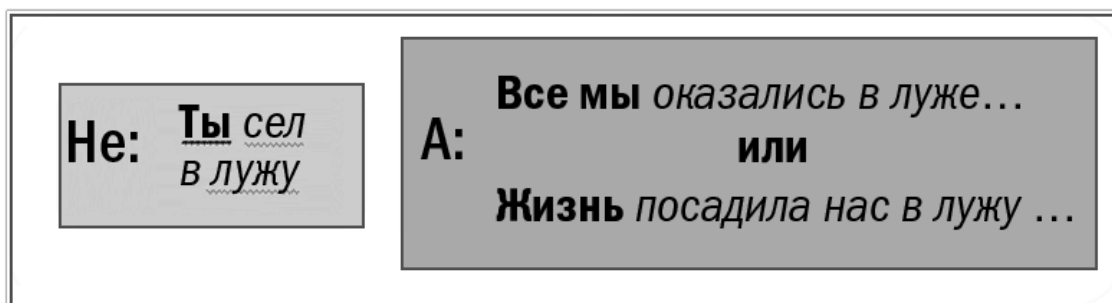 Не:
Ты сел
в лужу
А:
Все мы оказались в луже…
или
Жизнь посадила нас в лужу …